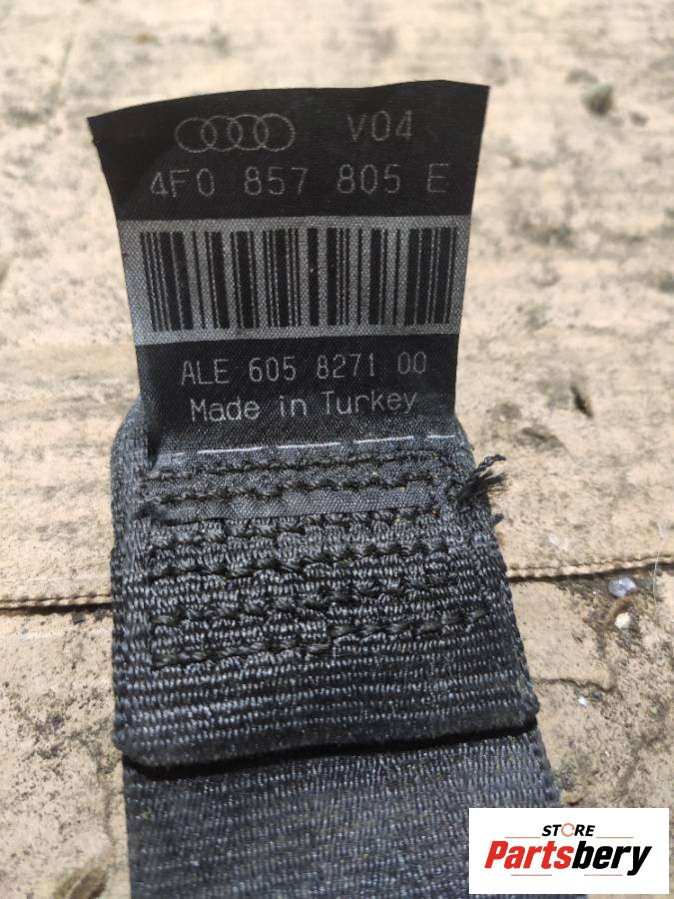 V04
4F0 857 805 E
ALE 605 8271 00
Made in Turkey
STORE
Partsbery